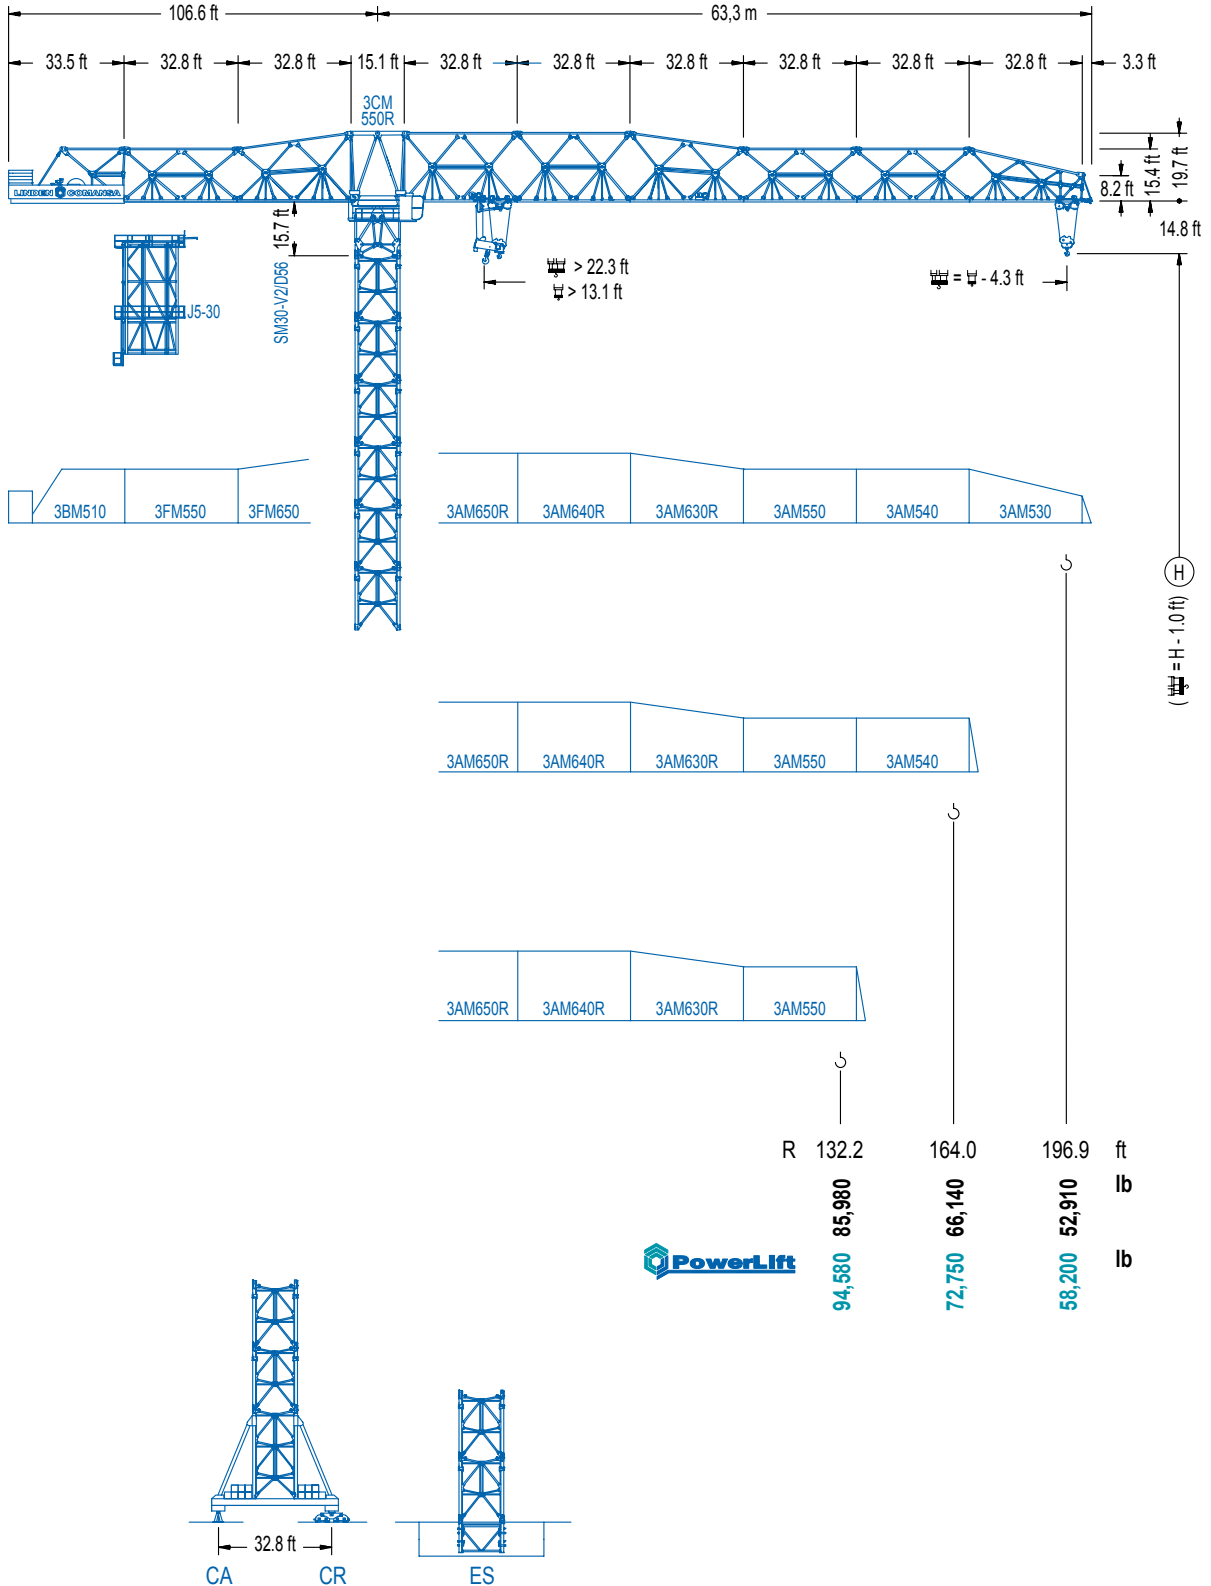 106.6 ft 63,3 m
33.5 ft 32.8 ft 32.8 ft 15.1 ft 32.8 ft 32.8 ft 32.8 ft 32.8 ft 32.8 ft 32.8 ft 3.3 ft
3CM
550R
LINDEN COMANSA
8.2 ft
15.4 ft
19.7 ft
14.8 ft
15.7 ft
SM30-V2/D56
J5-30
> 22.3 ft
> 13.1 ft
= - 4.3 ft
3BM510 3FM550 3FM650 3AM650R 3AM640R 3AM630R 3AM550 3AM540 3AM530
H
( = H - 1.0 ft)
3AM650R 3AM640R 3AM630R 3AM550 3AM540
3AM650R 3AM640R 3AM630R 3AM550
R 132.2 164.0 196.9 ft
85,980 66,140 52,910 lb
PowerLift 94,580 72,750 58,200 lb
32.8 ft
CA CR ES